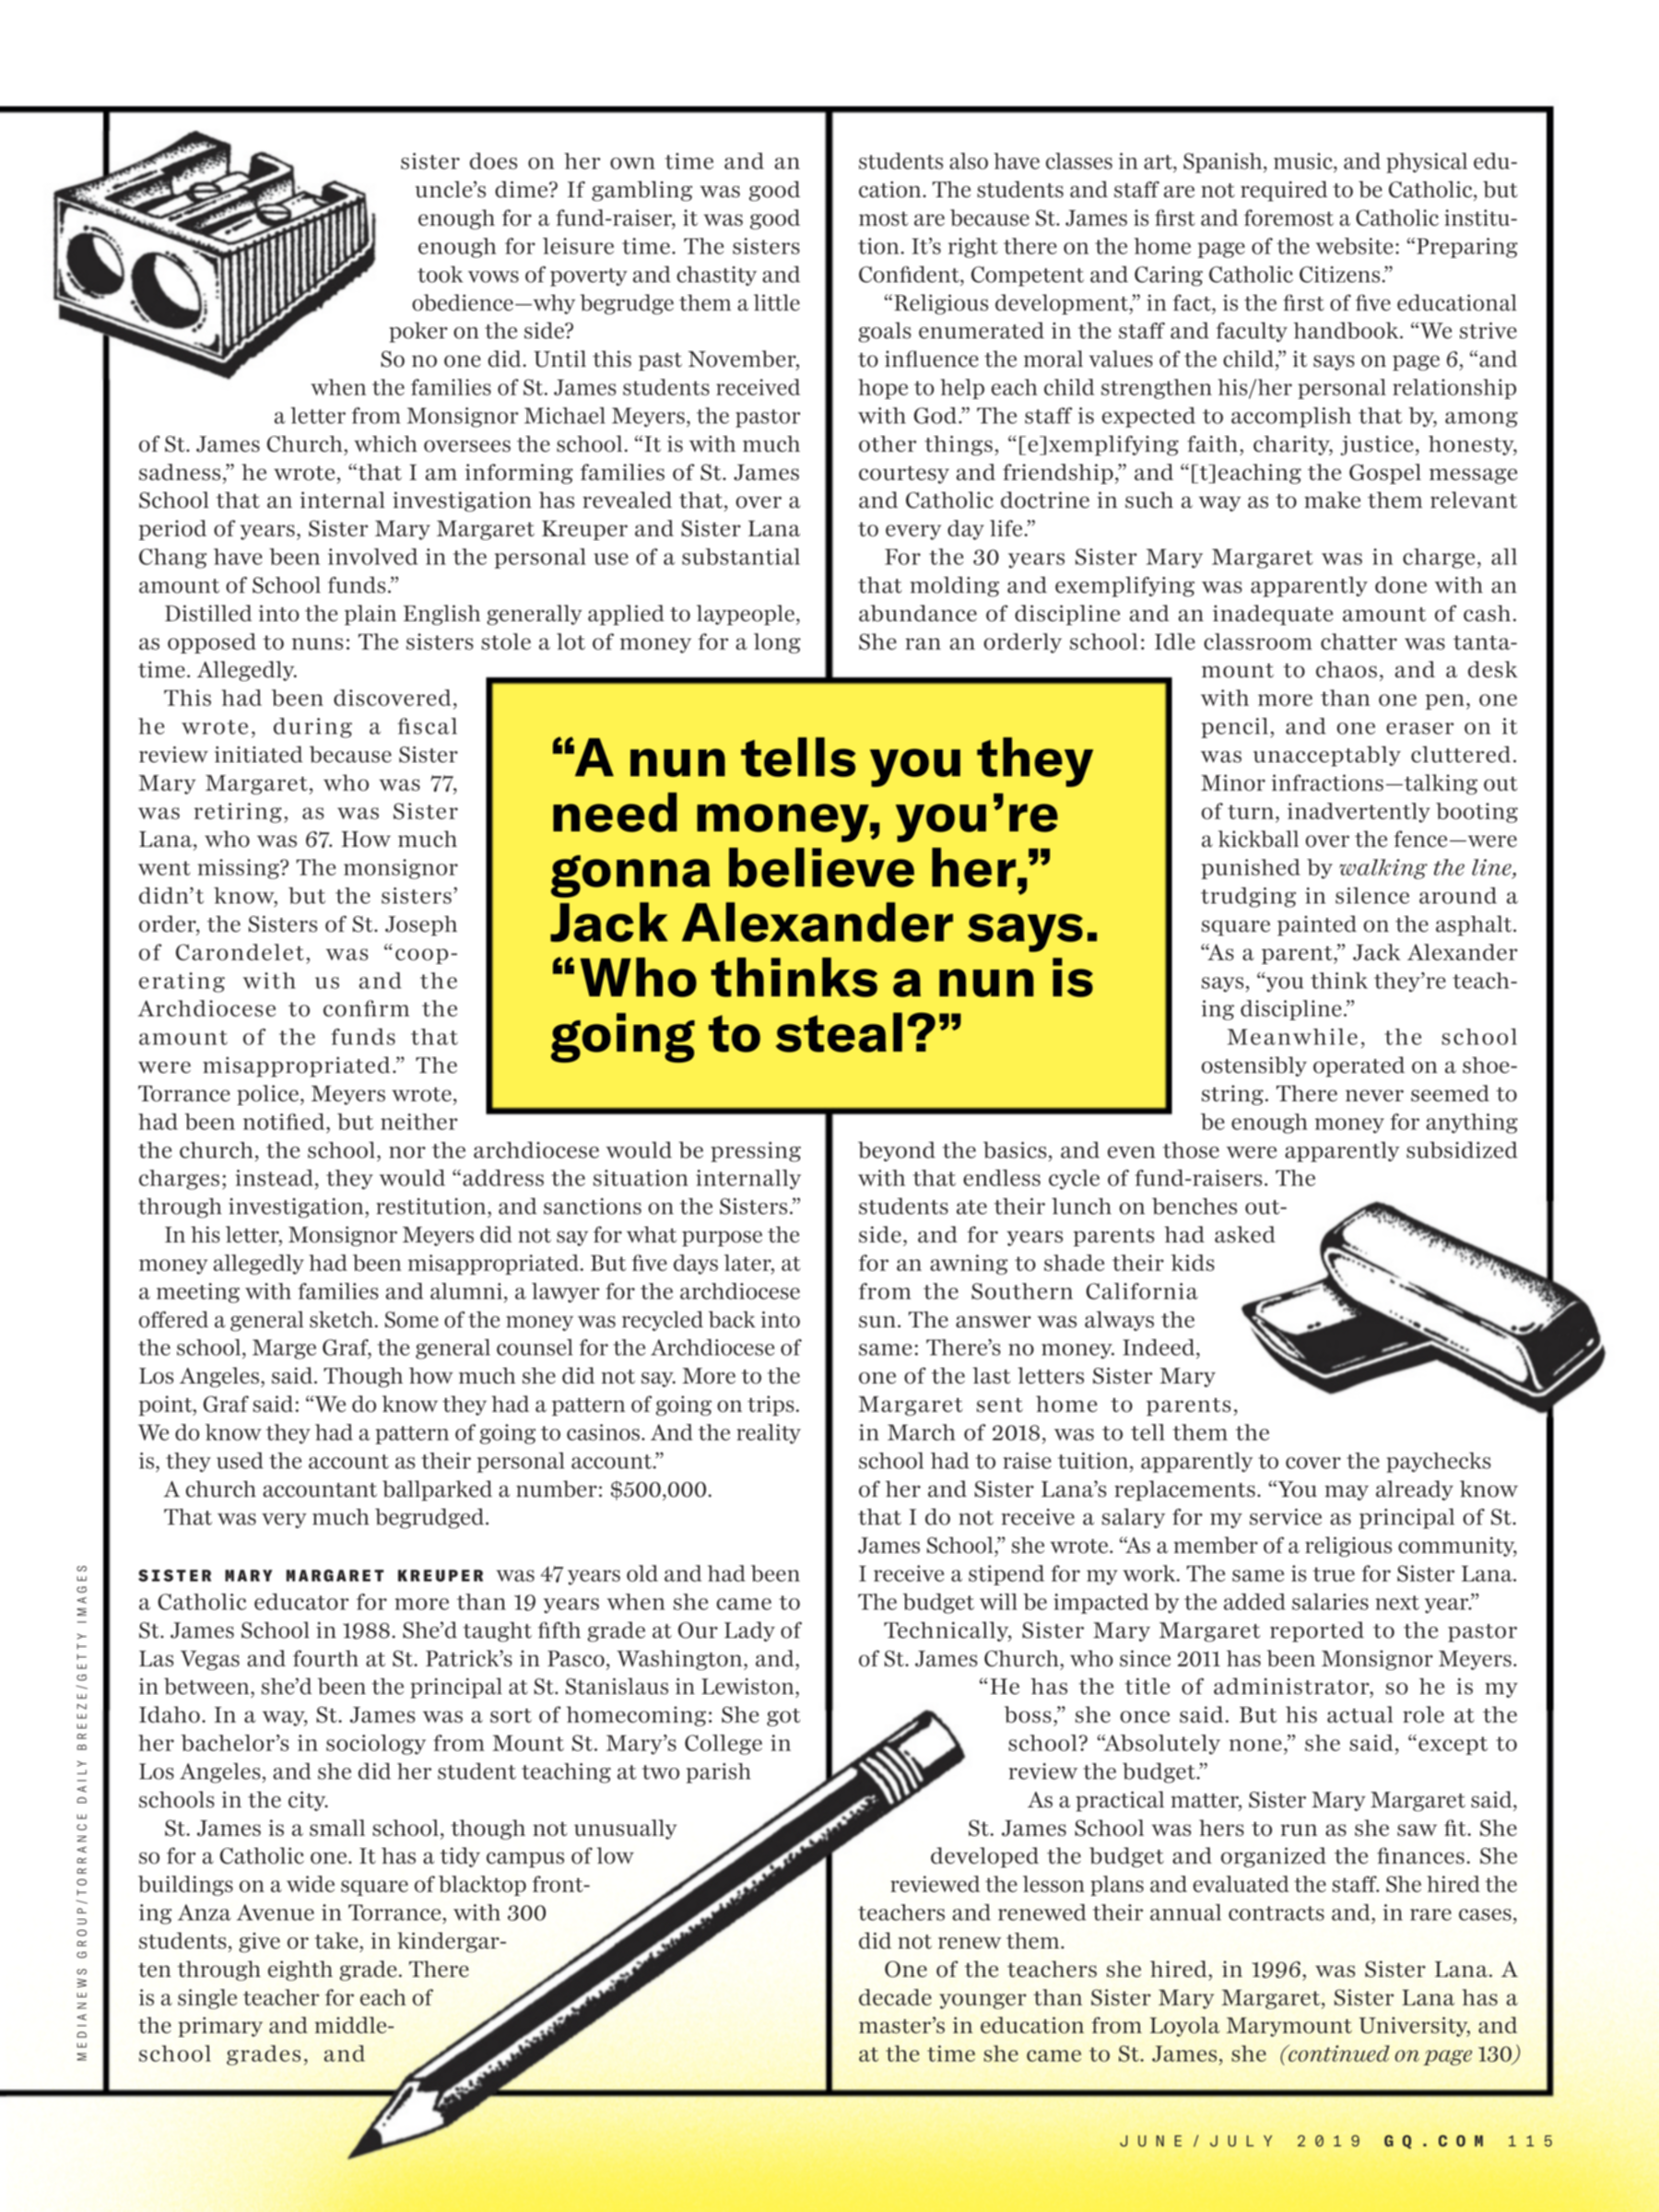 sister does on her own time and an
uncle's dime? If gambling was good
enough for a fund-raiser, it was good
enough for leisure time. The sisters
took vows of poverty and chastity and
obedience—why begrudge them a little
poker on the side?
So no one did. Until this past November,
when the families of St. James students received
a letter from Monsignor Michael Meyers, the pastor
of St. James Church, which oversees the school. “It is with much
sadness,” he wrote, “that I am informing families of St. James
School that an internal investigation has revealed that, over a
period of years, Sister Mary Margaret Kreuper and Sister Lana
Chang have been involved in the personal use of a substantial
amount of School funds.”
Distilled into the plain English generally applied to laypeople,
as opposed to nuns: The sisters stole a lot of money for a long
time. Allegedly.
This had been discovered,
he wrote, during a fiscal
review initiated because Sister
Mary Margaret, who was 77,
was retiring, as was Sister
Lana, who was 67. How much
went missing? The monsignor
didn't know, but the sisters'
order, the Sisters of St. Joseph
of Carondelet, was “coop-
erating with us and the
Archdiocese to confirm the
amount of the funds that
were misappropriated.” The
Torrance police, Meyers wrote,
had been notified, but neither
the church, the school, nor the archdiocese would be pressing
charges; instead, they would “address the situation internally
through investigation, restitution, and sanctions on the Sisters.”
In his letter, Monsignor Meyers did not say for what purpose the
money allegedly had been misappropriated. But five days later, at
a meeting with families and alumni, a lawyer for the archdiocese
offered a general sketch. Some of the money was recycled back into
the school, Marge Graf, the general counsel for the Archdiocese of
Los Angeles, said. Though how much she did not say. More to the
point, Graf said: “We do know they had a pattern of going on trips.
We do know they had a pattern of going to casinos. And the reality
is, they used the account as their personal account.”
A church accountant ballparked a number: $500,000.
That was very much begrudged.
SISTER MARY MARGARET KREUPER was 47 years old and had been
a Catholic educator for more than 19 years when she came to
St. James School in 1988. She'd taught fifth grade at Our Lady of
Las Vegas and fourth at St. Patrick's in Pasco, Washington, and,
in between, she'd been the principal at St. Stanislaus in Lewiston,
Idaho. In a way, St. James was a sort of homecoming: She got
her bachelor's in sociology from Mount St. Mary's College in
Los Angeles, and she did her student teaching at two parish
schools in the city.
St. James is a small school, though not unusually
so for a Catholic one. It has a tidy campus of low
buildings on a wide square of blacktop front-
ing Anza Avenue in Torrance, with 300
students, give or take, in kindergar-
ten through eighth grade. There
is a single teacher for each of
the primary and middle-
school grades, and
“A nun tells you they
need money, you're
gonna believe her,”
Jack Alexander says.
“Who thinks a nun is
going to steal?”
students also have classes in art, Spanish, music, and physical edu-
cation. The students and staff are not required to be Catholic, but
most are because St. James is first and foremost a Catholic institu-
tion. It's right there on the home page of the website: “Preparing
Confident, Competent and Caring Catholic Citizens.”
“Religious development,” in fact, is the first of five educational
goals enumerated in the staff and faculty handbook. “We strive
to influence the moral values of the child,” it says on page 6, “and
hope to help each child strengthen his/her personal relationship
with God.” The staff is expected to accomplish that by, among
other things, “[e]xemplifying faith, charity, justice, honesty,
courtesy and friendship,” and “[t]eaching the Gospel message
and Catholic doctrine in such a way as to make them relevant
to every day life.”
For the 30 years Sister Mary Margaret was in charge, all
that molding and exemplifying was apparently done with an
abundance of discipline and an inadequate amount of cash.
She ran an orderly school: Idle classroom chatter was tanta-
mount to chaos, and a desk
with more than one pen, one
pencil, and one eraser on it
was unacceptably cluttered.
Minor infractions—talking out
of turn, inadvertently booting
a kickball over the fence—were
punished by walking the line,
trudging in silence around a
square painted on the asphalt.
“As a parent,” Jack Alexander
says, “you think they're teach-
ing discipline.”
Meanwhile, the school
ostensibly operated on a shoe-
string. There never seemed to
be enough money for anything
beyond the basics, and even those were apparently subsidized
with that endless cycle of fund-raisers. The
students ate their lunch on benches out-
side, and for years parents had asked
for an awning to shade their kids
from the Southern California
sun. The answer was always the
same: There's no money. Indeed,
one of the last letters Sister Mary
Margaret sent home to parents,
in March of 2018, was to tell them the
school had to raise tuition, apparently to cover the paychecks
of her and Sister Lana's replacements. “You may already know
that I do not receive a salary for my service as principal of St.
James School,” she wrote. “As a member of a religious community,
I receive a stipend for my work. The same is true for Sister Lana.
The budget will be impacted by the added salaries next year.”
Technically, Sister Mary Margaret reported to the pastor
of St. James Church, who since 2011 has been Monsignor Meyers.
“He has the title of administrator, so he is my
boss,” she once said. But his actual role at the
school? “Absolutely none,” she said, “except to
review the budget.”
As a practical matter, Sister Mary Margaret said,
St. James School was hers to run as she saw fit. She
developed the budget and organized the finances. She
reviewed the lesson plans and evaluated the staff. She hired the
teachers and renewed their annual contracts and, in rare cases,
did not renew them.
One of the teachers she hired, in 1996, was Sister Lana. A
decade younger than Sister Mary Margaret, Sister Lana has a
master's in education from Loyola Marymount University, and
at the time she came to St. James, she (continued on page 130)
MEDIANEWS GROUP/TORRANCE DAILY BREEZE/GETTY IMAGES
JUNE/JULY 2019 GQ.COM 115